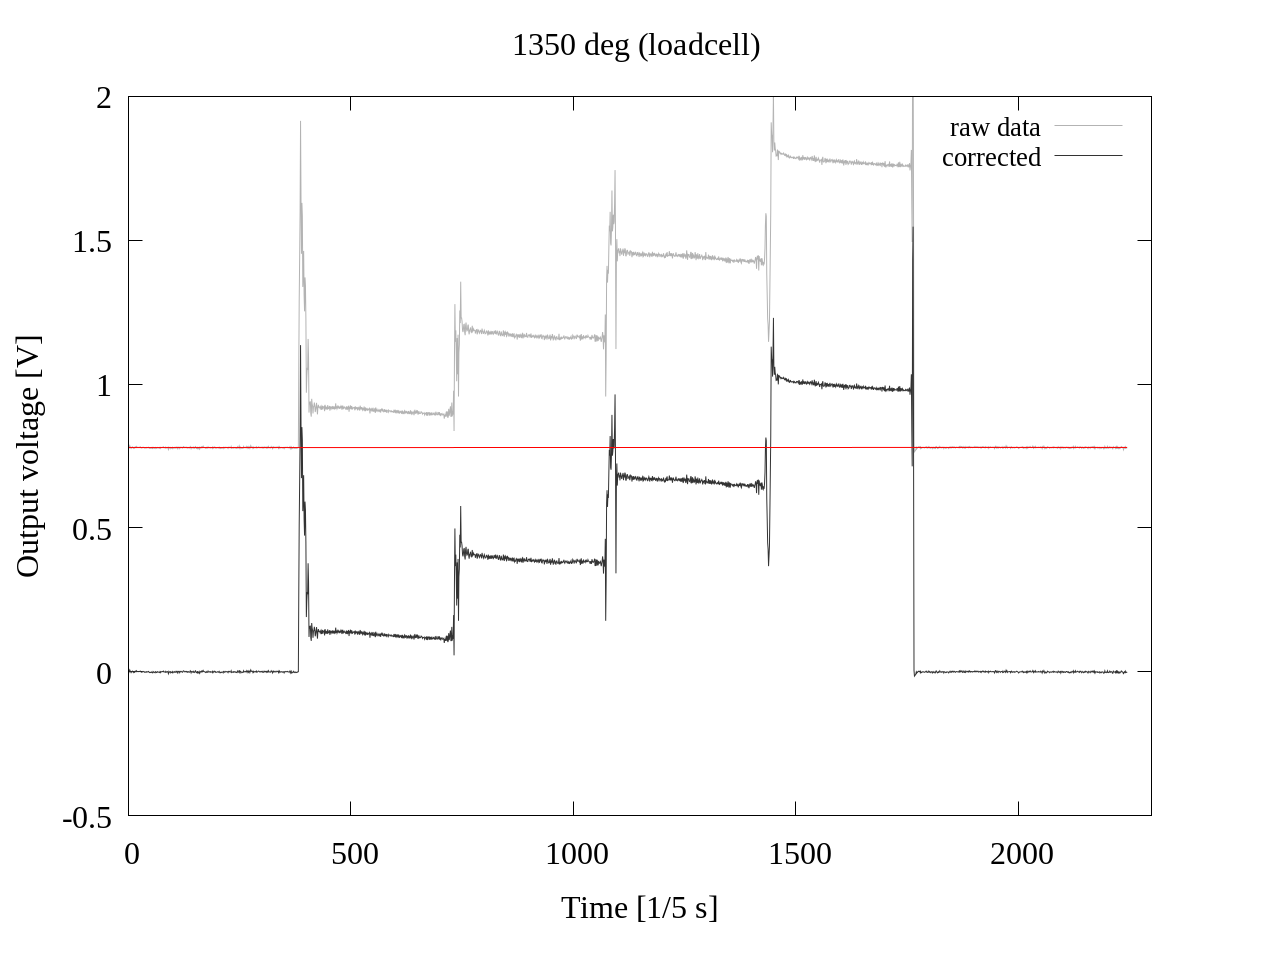 1350 deg (loadcell)
2
1.5
1
0.5
0
-0.5
raw data
corrected
Output voltage [V]
0 500 1000 1500 2000
Time [1/5 s]